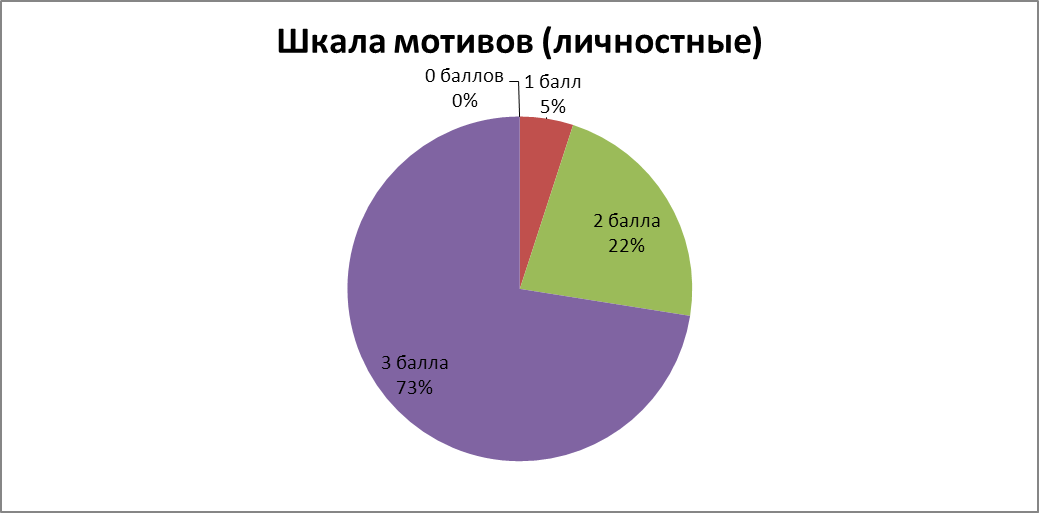 Шкала мотивов (личностные)
0 баллов
0%
1 балл
5%
2 балла
22%
3 балла
73%